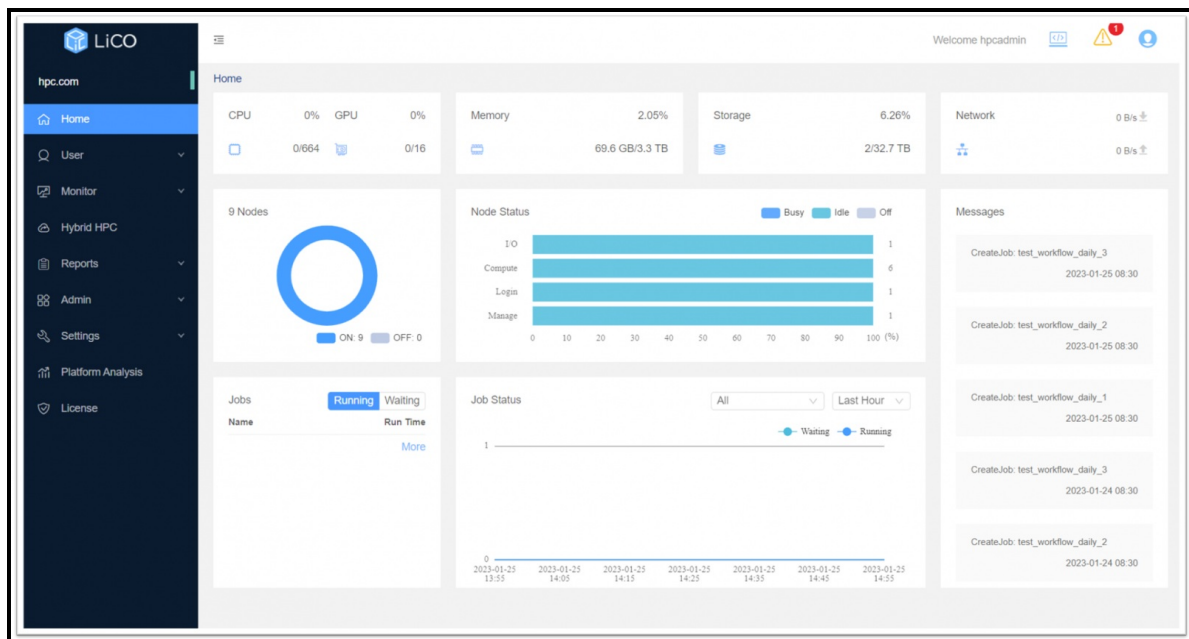 LiCO
Welcome hpcadmin
1
hpc.com
Home
User
Monitor
Hybrid HPC
Reports
Admin
Settings
Platform Analysis
License
Home
CPU 0% GPU 0%
0/664 0/16
Memory 2.05%
69.6 GB/3.3 TB
Storage 6.26%
2/32.7 TB
Network 0 B/s
0 B/s
9 Nodes
ON: 9 OFF: 0
Node Status
Busy Idle Off
I/O 1
Compute 6
Login 1
Manage 1
0 10 20 30 40 50 60 70 80 90 100 (%)
Messages
CreateJob: test_workflow_daily_3
2023-01-25 08:30
CreateJob: test_workflow_daily_2
2023-01-25 08:30
CreateJob: test_workflow_daily_1
2023-01-25 08:30
CreateJob: test_workflow_daily_3
2023-01-24 08:30
CreateJob: test_workflow_daily_2
2023-01-24 08:30
Jobs Running Waiting
Name Run Time
More
Job Status All Last Hour
Waiting Running
1
0
2023-01-25 2023-01-25 2023-01-25 2023-01-25 2023-01-25 2023-01-25 2023-01-25
13:55 14:05 14:15 14:25 14:35 14:45 14:55